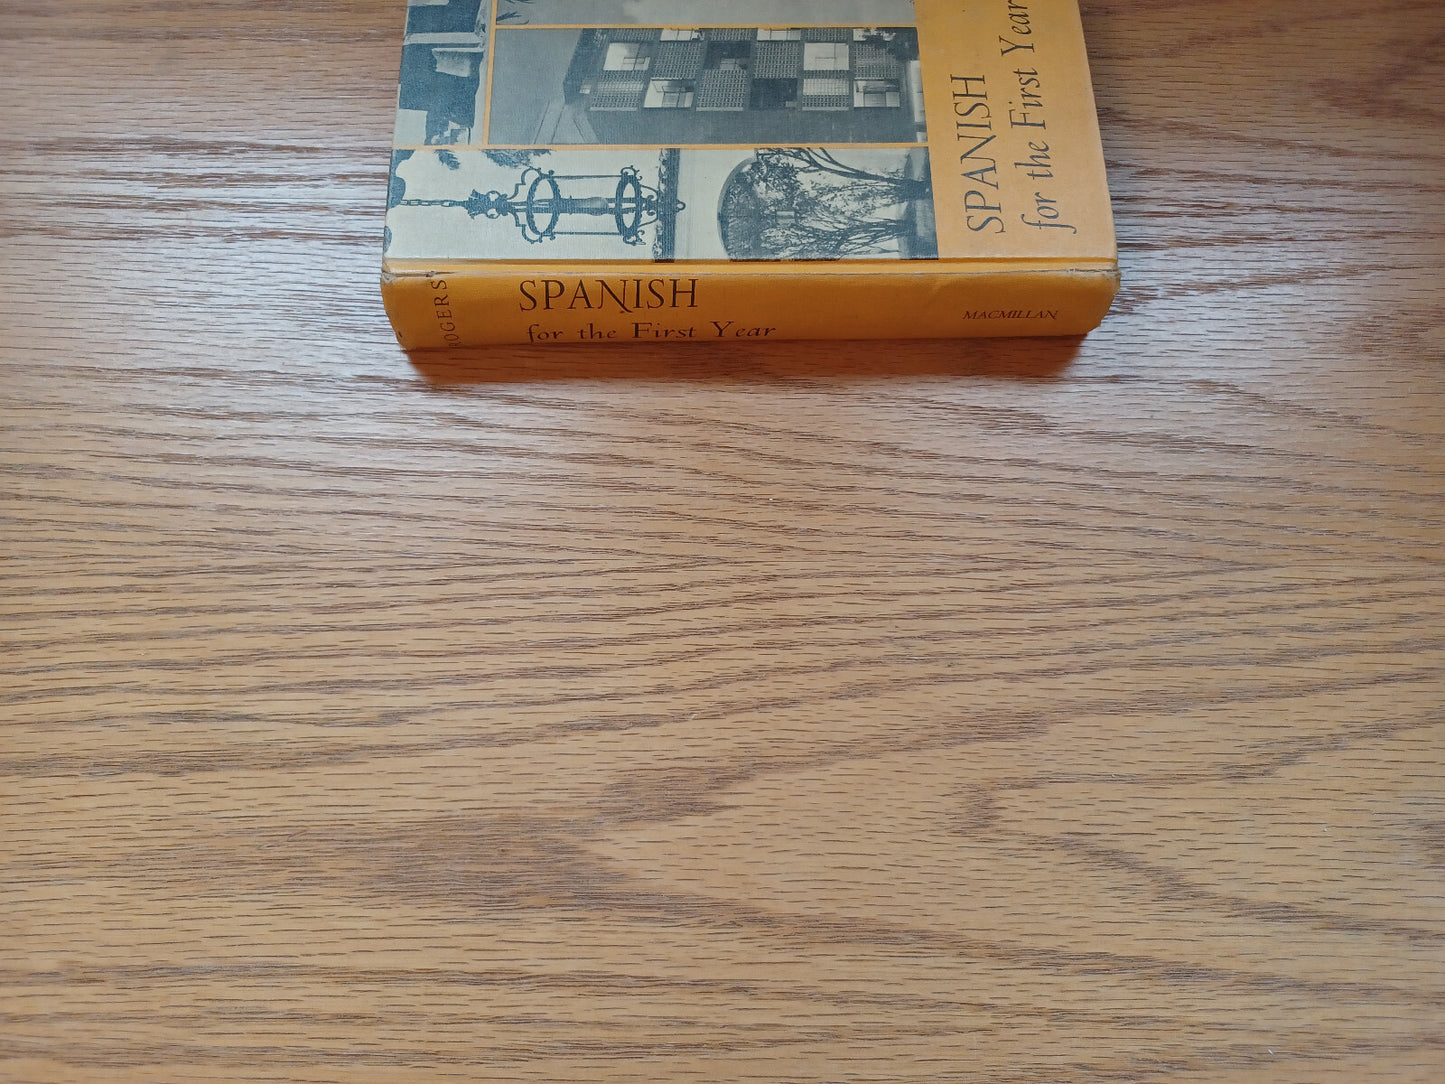 SPANISH
for the First Year
ROGERS
SPANISH
for the First Year
MACMILLAN